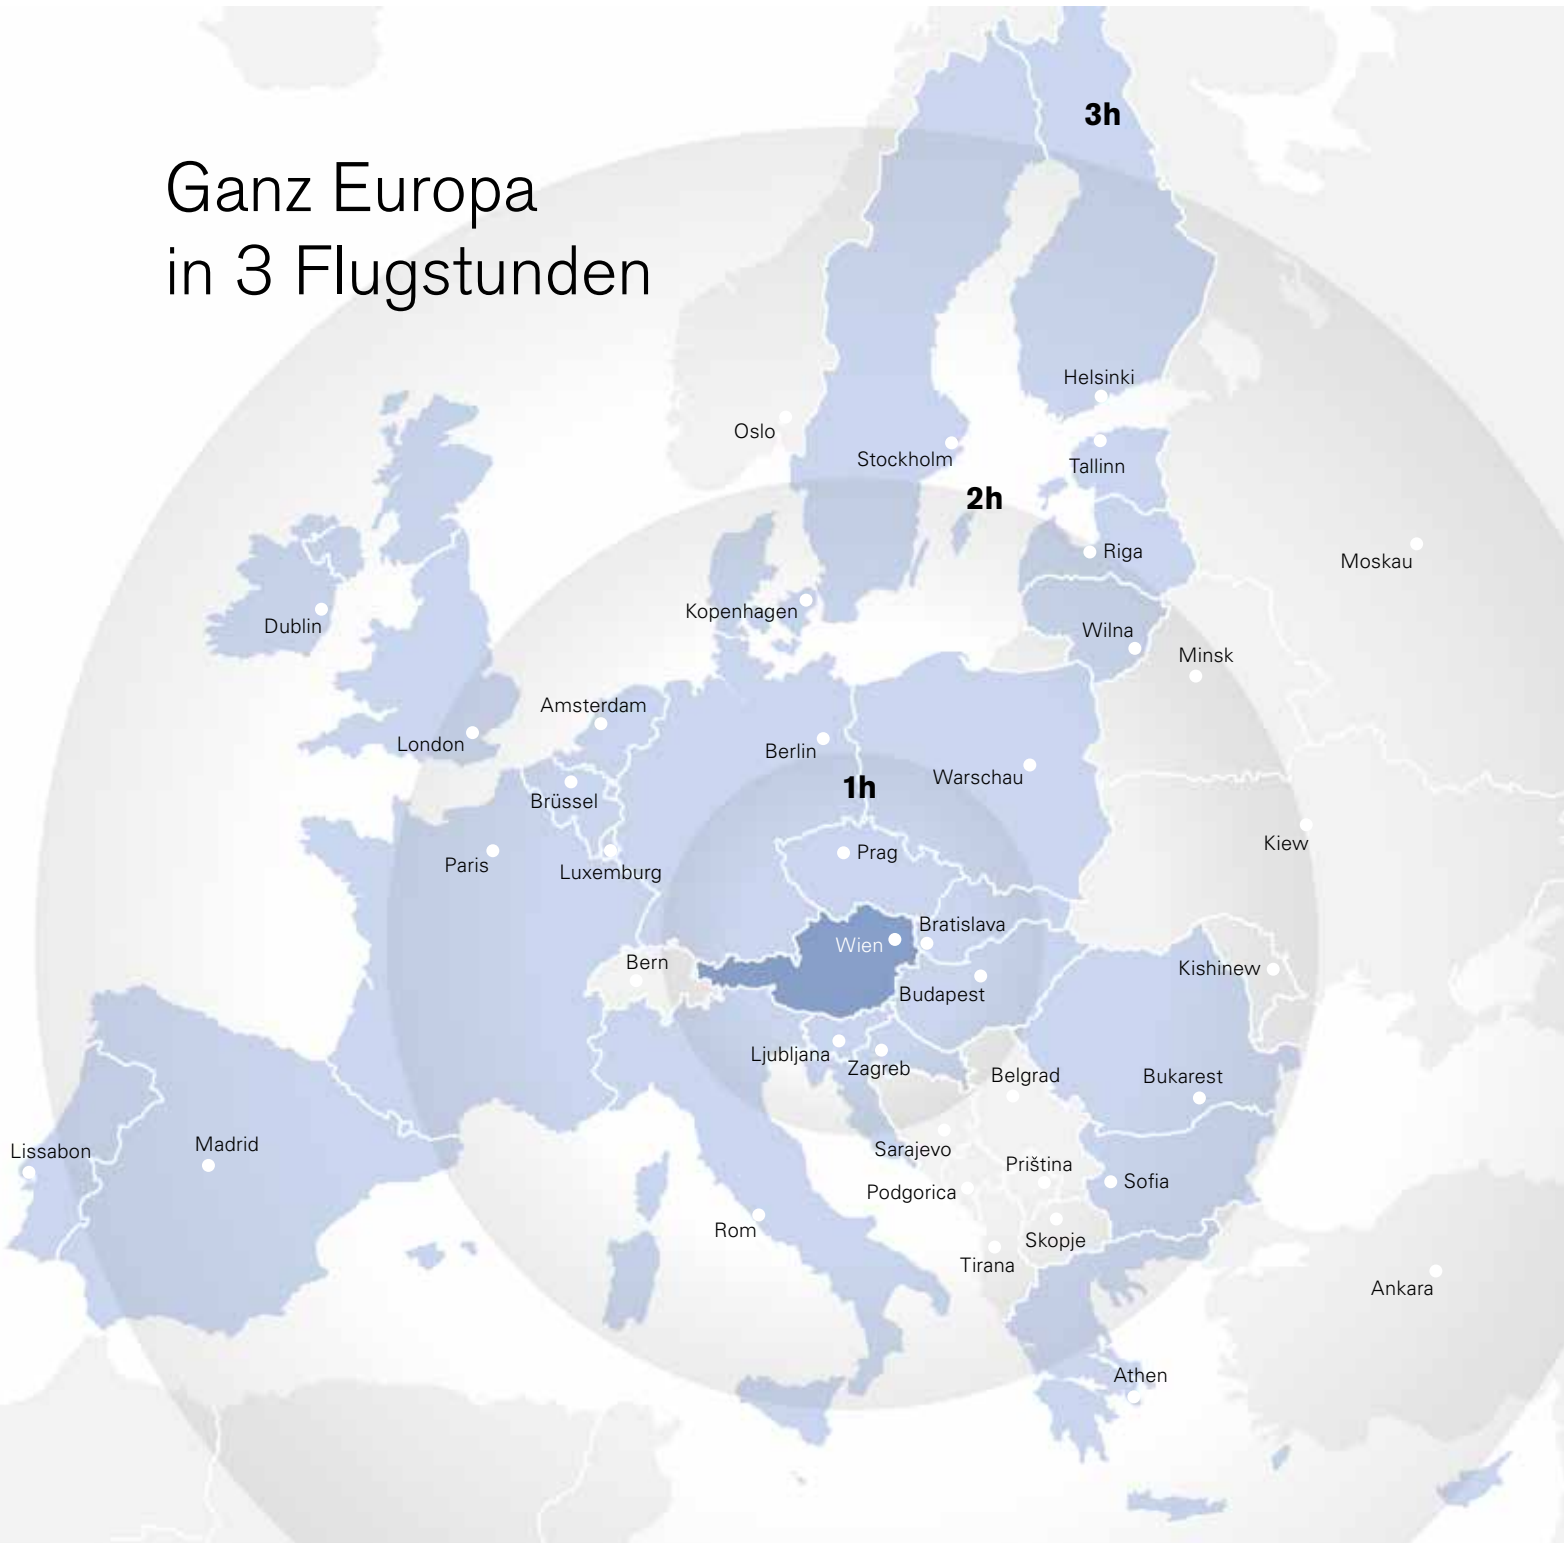 3h
Ganz Europa
in 3 Flugstunden
Helsinki
Oslo
Stockholm
Tallinn
2h
Riga
Moskau
Kopenhagen
Dublin
Wilna
Minsk
Amsterdam
London
Berlin
Warschau
1h
Brüssel
Kiew
Prag
Paris
Luxemburg
Bratislava
Wien
Bern
Kishinew
Budapest
Ljubljana
Zagreb
Belgrad
Bukarest
Madrid
Lissabon
Sarajevo
Priština
Sofia
Podgorica
Rom
Skopje
Tirana
Ankara
Athen